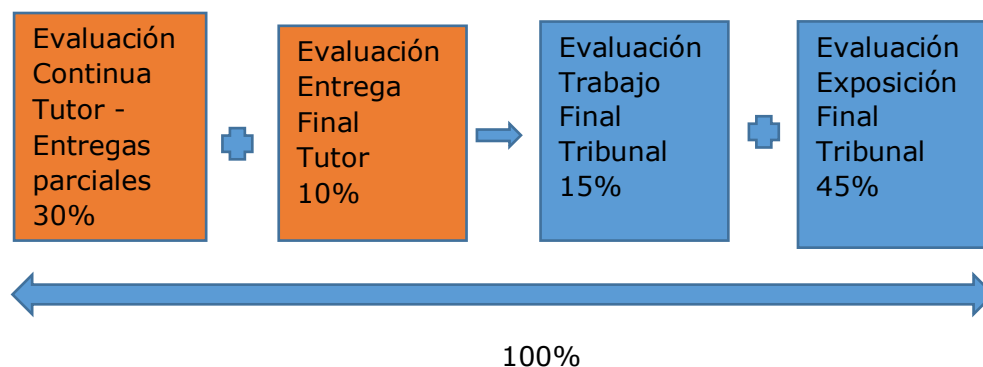 Evaluación
Continua
Tutor -
Entregas
parciales
30%
Evaluación
Entrega
Final
Tutor
10%
Evaluación
Trabajo
Final
Tribunal
15%
Evaluación
Exposición
Final
Tribunal
45%
100%